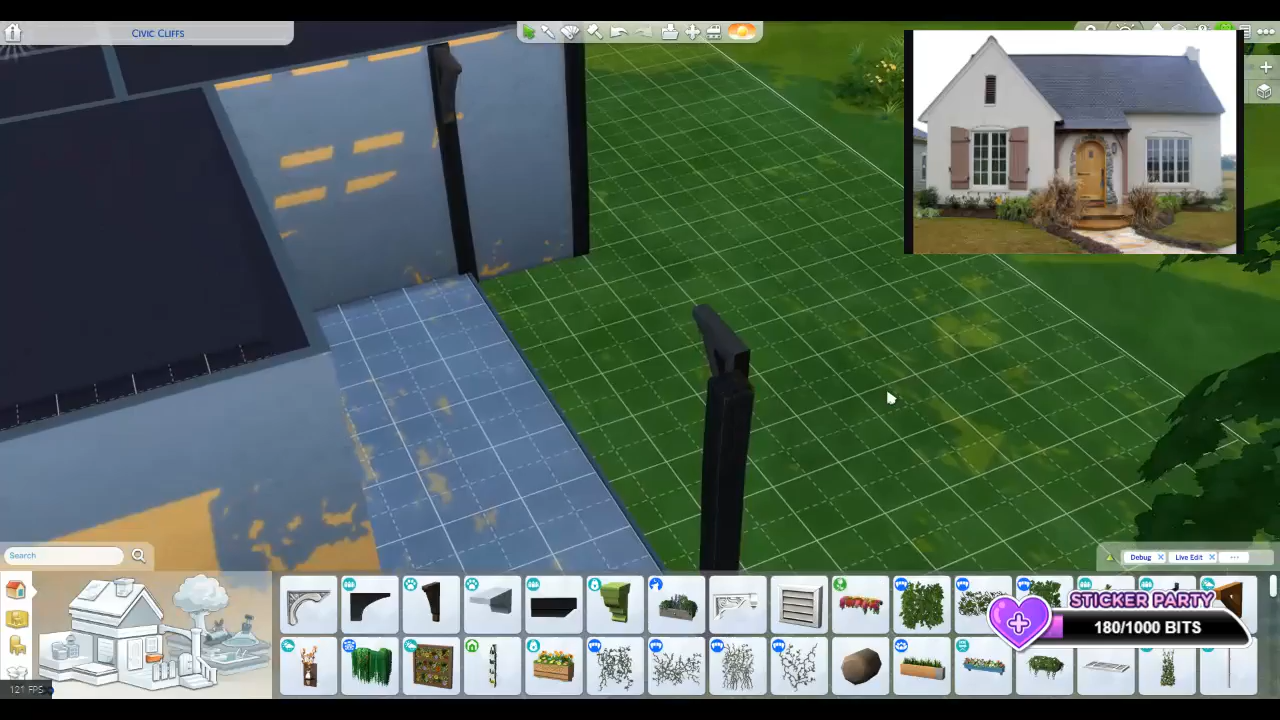 Civic Cliffs
Search
Debug
Live Edit
STICKER PARTY
180/1000 BITS
121 FPS